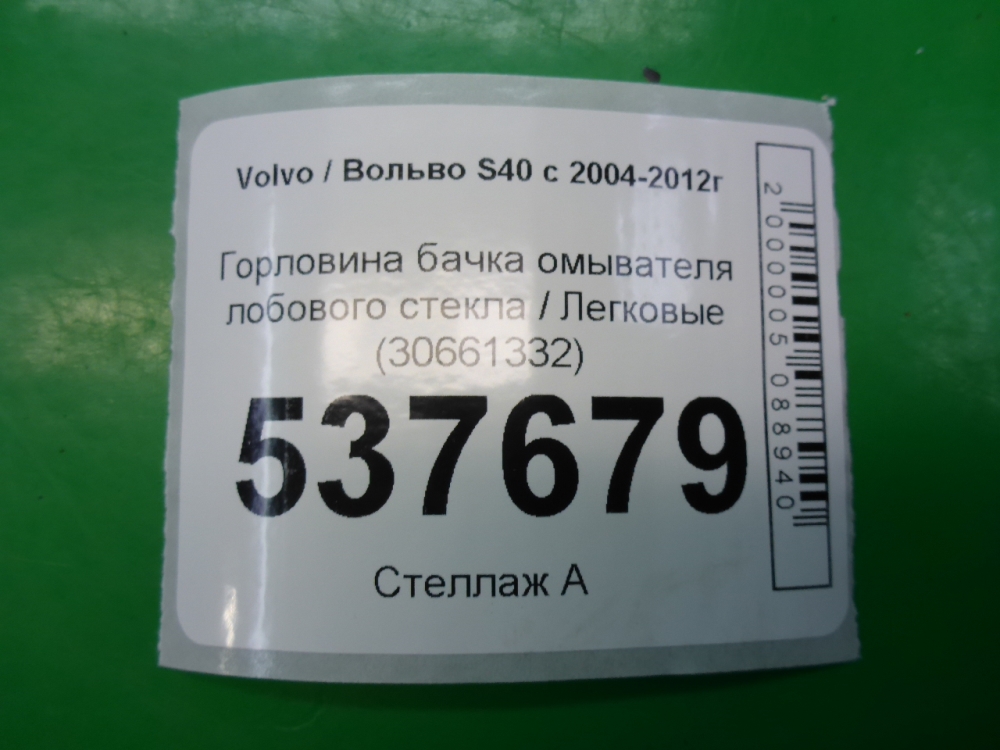 Volvo / Вольво S40 с 2004-2012г
Горловина бачка омывателя
лобового стекла / Легковые
(30661332)
537679
Стеллаж А
2000005088940